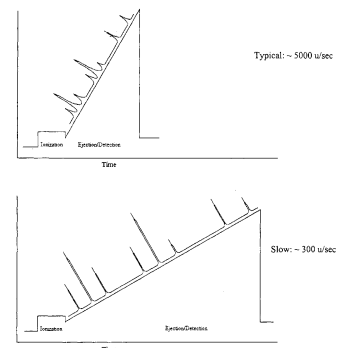 Typical: ~ 5000 u/sec
Ionization Ejection/Detection
Time
Slow: ~ 300 u/sec
Ionization Ejection/Detection